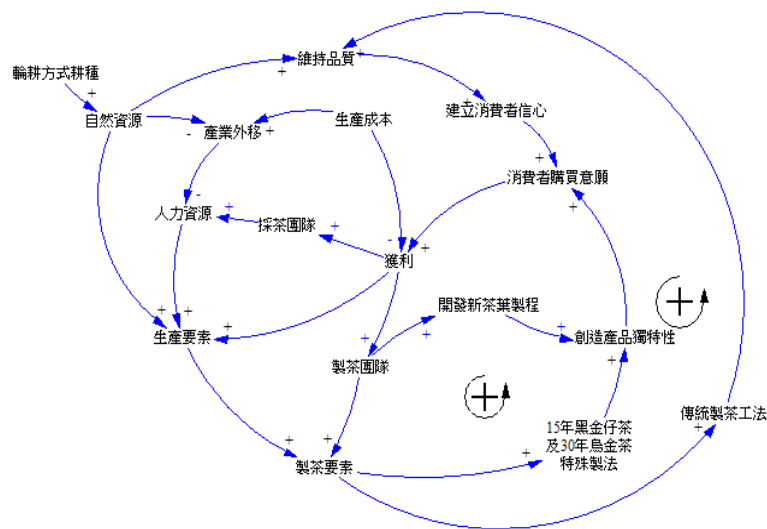 維持品質
輪耕方式耕種
自然資源
產業外移
生產成本
建立消費者信心
消費者購買意願
人力資源
採茶團隊
獲利
開發新茶葉製程
生產要素
創造產品獨特性
製茶團隊
傳統製茶工法
15年黑金仔茶
及30年烏金茶
特殊製法
製茶要素